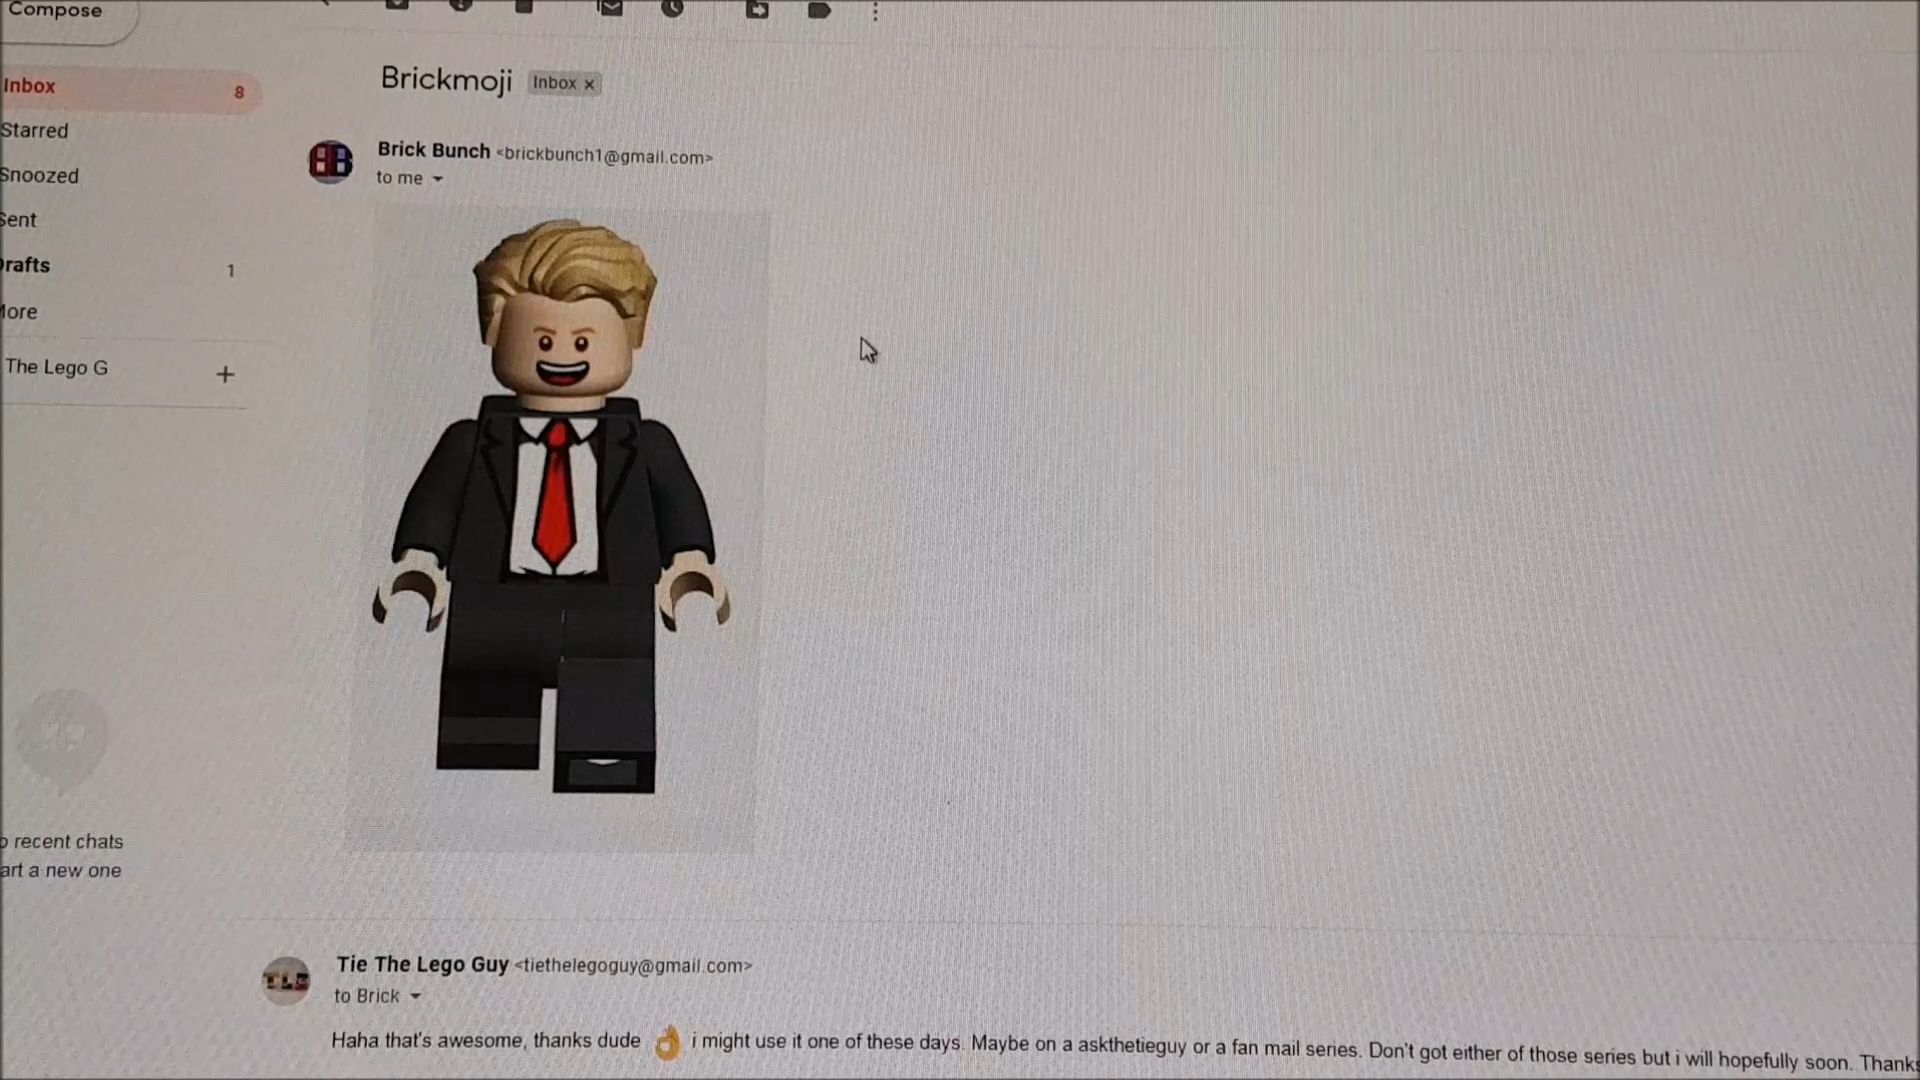 Compose
Inbox 8
Starred
Snoozed
Sent
Drafts 1
More
The Lego G +
o recent chats
art a new one
Brickmoji Inbox ×
BB
Brick Bunch <brickbunch1@gmail.com>
to me
TLG
Tie The Lego Guy <tiethelegoguy@gmail.com>
to Brick
Haha that's awesome, thanks dude 👌 i might use it one of these days. Maybe on a askthetieguy or a fan mail series. Don't got either of those series but i will hopefully soon. Thanks